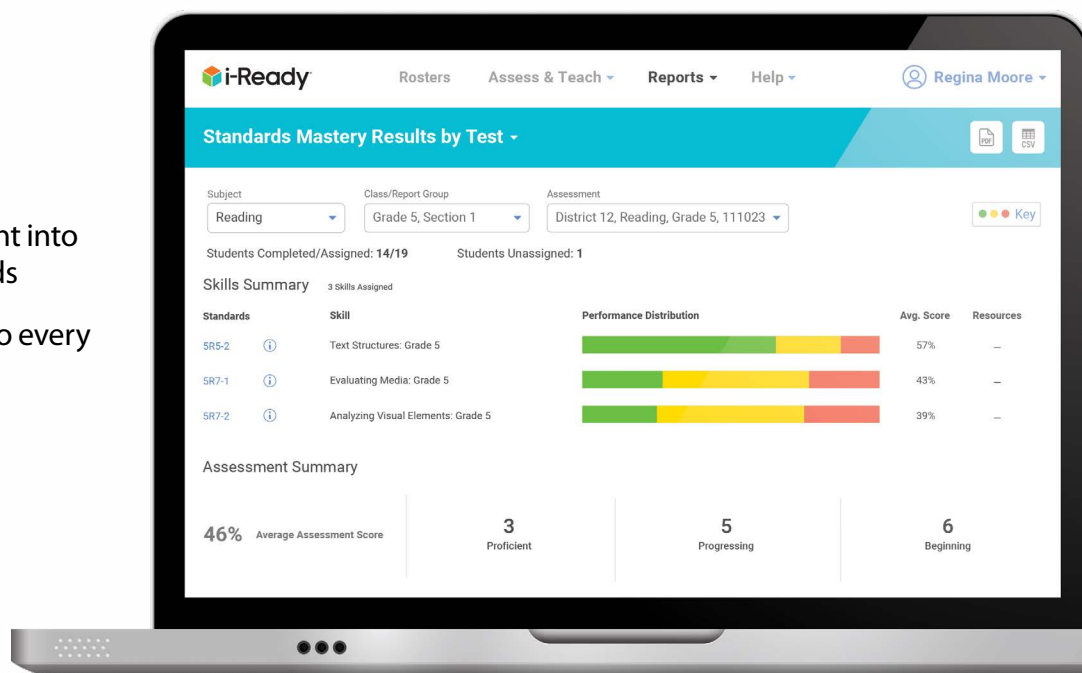 nt into
ds
o every
i-Ready
Rosters Assess & Teach Reports Help Regina Moore
Standards Mastery Results by Test
PDF CSV
Subject Class/Report Group Assessment
Reading Grade 5, Section 1 District 12, Reading, Grade 5, 111023 Key
Students Completed/Assigned: 14/19 Students Unassigned: 1
Skills Summary 3 Skills Assigned
Standards Skill Performance Distribution Avg. Score Resources
5R5-2 i Text Structures: Grade 5 57% –
5R7-1 i Evaluating Media: Grade 5 43% –
5R7-2 i Analyzing Visual Elements: Grade 5 39% –
Assessment Summary
46% Average Assessment Score
3 5 6
Proficient Progressing Beginning